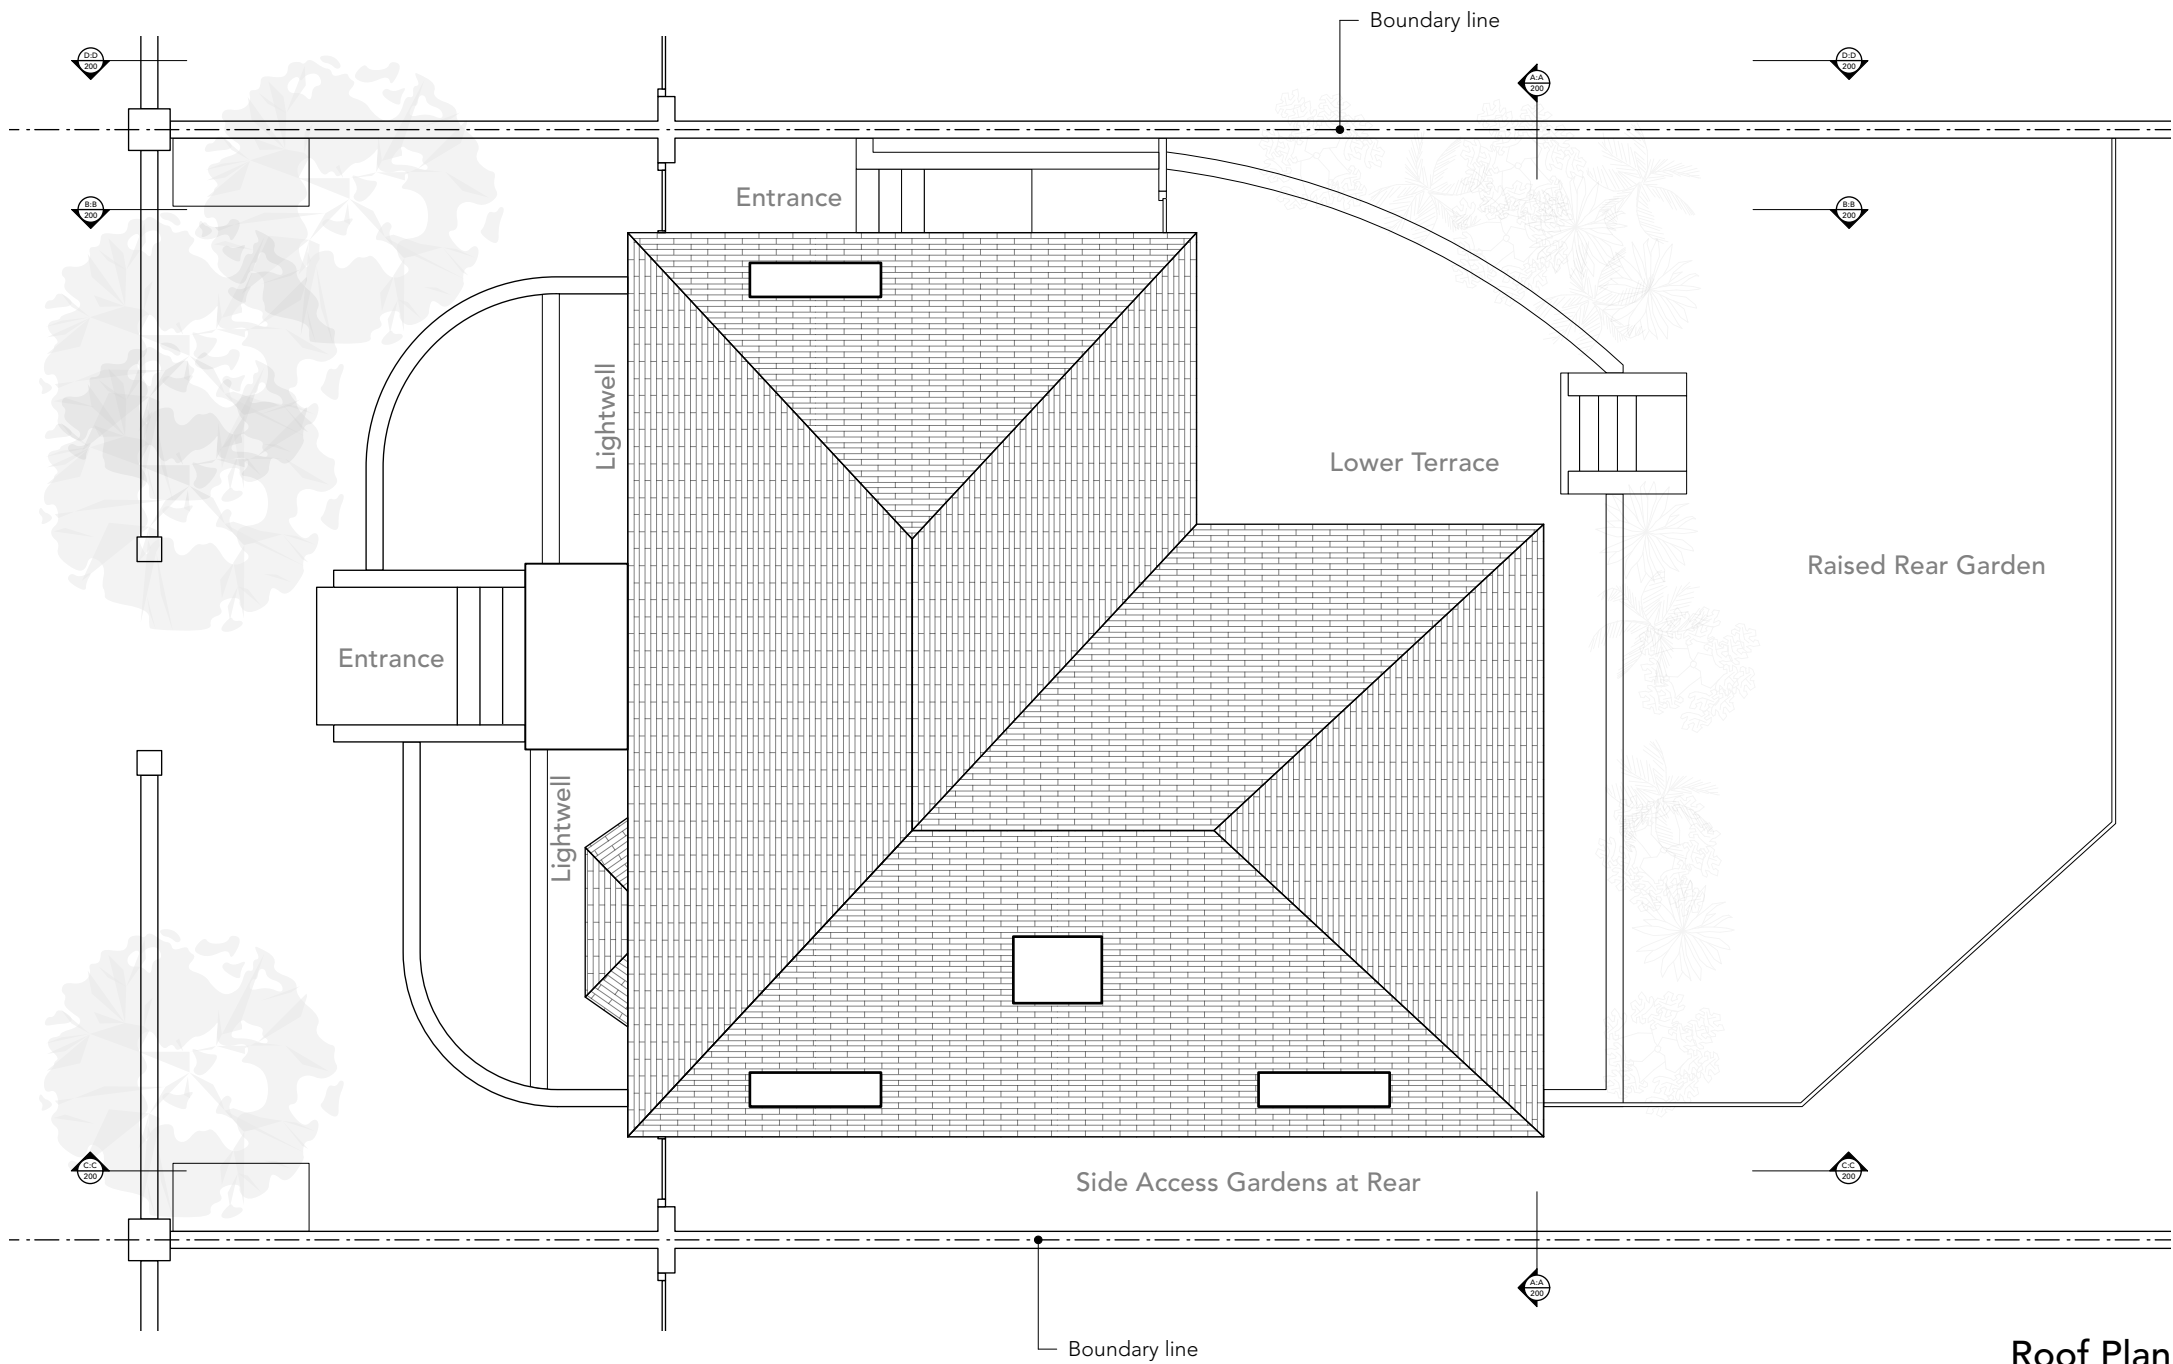 Boundary line
D:D
200
D:D
200
A:A
200
B:B
200
Entrance
B:B
200
Lightwell
Lower Terrace
Raised Rear Garden
Entrance
Lightwell
C:C
200
Side Access Gardens at Rear
C:C
200
A:A
200
Boundary line
Roof Plan